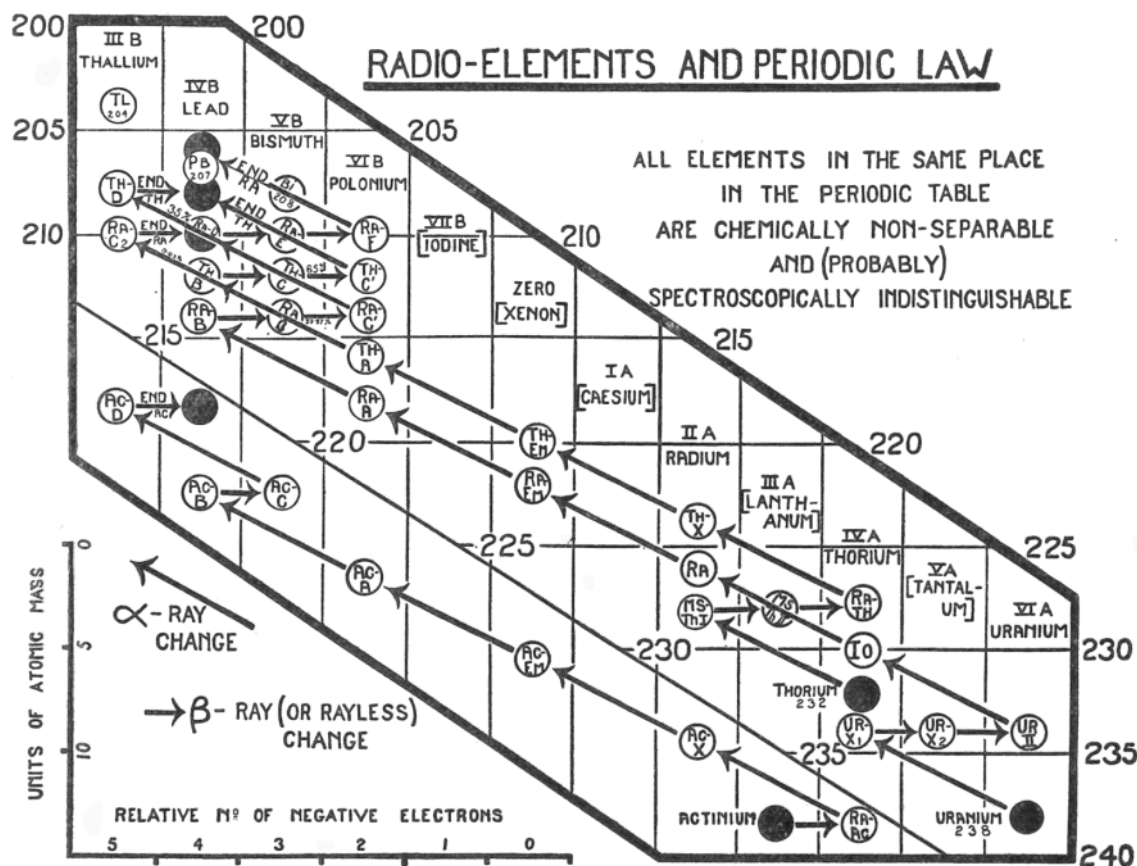 RADIO-ELEMENTS AND PERIODIC LAW
ALL ELEMENTS IN THE SAME PLACE
IN THE PERIODIC TABLE
ARE CHEMICALLY NON-SEPARABLE
AND (PROBABLY)
SPECTROSCOPICALLY INDISTINGUISHABLE
200
200
III B
THALLIUM
IV B
LEAD
V B
BISMUTH
VI B
POLONIUM
VII B
[IODINE]
ZERO
[XENON]
I A
[CAESIUM]
II A
RADIUM
III A
[LANTH-
ANUM]
IV A
THORIUM
V A
[TANTAL-
UM]
VI A
URANIUM
TL
204
205
205
PB
207
END
RA
BI
208
TH-
D
END
TH
35%
RA-D
END
TH
210
RA-
C2
END
RA
RA-
E
RA-
F
210
TH-
B
TH-
C
65%
TH-
C'
RA-
B
RA-
C
RA-
C'
215
215
TH-
A
RA-
A
AC-
D
END
AC
220
TH-
EM
220
RA-
EM
AC-
B
AC-
C
TH-
X
225
225
AC-
A
RA
MS-
TH I
RA-
TH
230
AC-
EM
IO
230
THORIUM
232
UR-
X1
UR-
X2
UR
II
AC-
X
235
235
ACTINIUM
RA-
AC
URANIUM
238
240
UNITS OF ATOMIC MASS
0
5
10
α-RAY
CHANGE
β-RAY (OR RAYLESS)
CHANGE
RELATIVE No OF NEGATIVE ELECTRONS
5 4 3 2 1 0